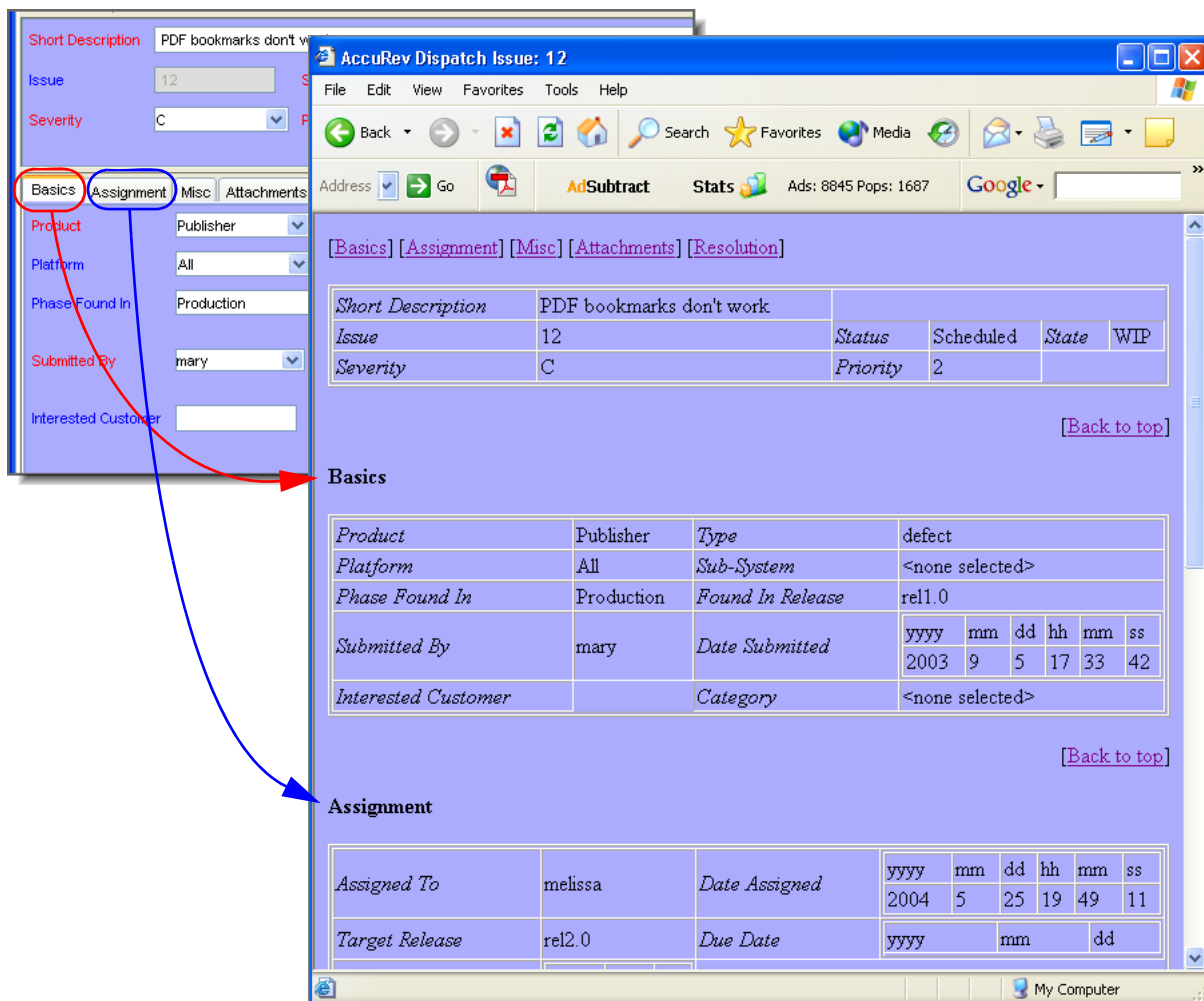 Short Description PDF bookmarks don't w
Issue 12 S
Severity C P
Basics Assignment Misc Attachments
Product Publisher
Platform All
Phase Found In Production
Submitted By mary
Interested Customer
AccuRev Dispatch Issue: 12
File Edit View Favorites Tools Help
Back Search Favorites Media
Address Go AdSubtract Stats Ads: 8845 Pops: 1687 Google »
[Basics] [Assignment] [Misc] [Attachments] [Resolution]
Short Description PDF bookmarks don't work
Issue 12 Status Scheduled State WIP
Severity C Priority 2
[Back to top]
Basics
Product Publisher Type defect
Platform All Sub-System <none selected>
Phase Found In Production Found In Release rel1.0
Submitted By mary Date Submitted yyyy mm dd hh mm ss
2003 9 5 17 33 42
Interested Customer Category <none selected>
[Back to top]
Assignment
Assigned To melissa Date Assigned yyyy mm dd hh mm ss
2004 5 25 19 49 11
Target Release rel2.0 Due Date yyyy mm dd
My Computer